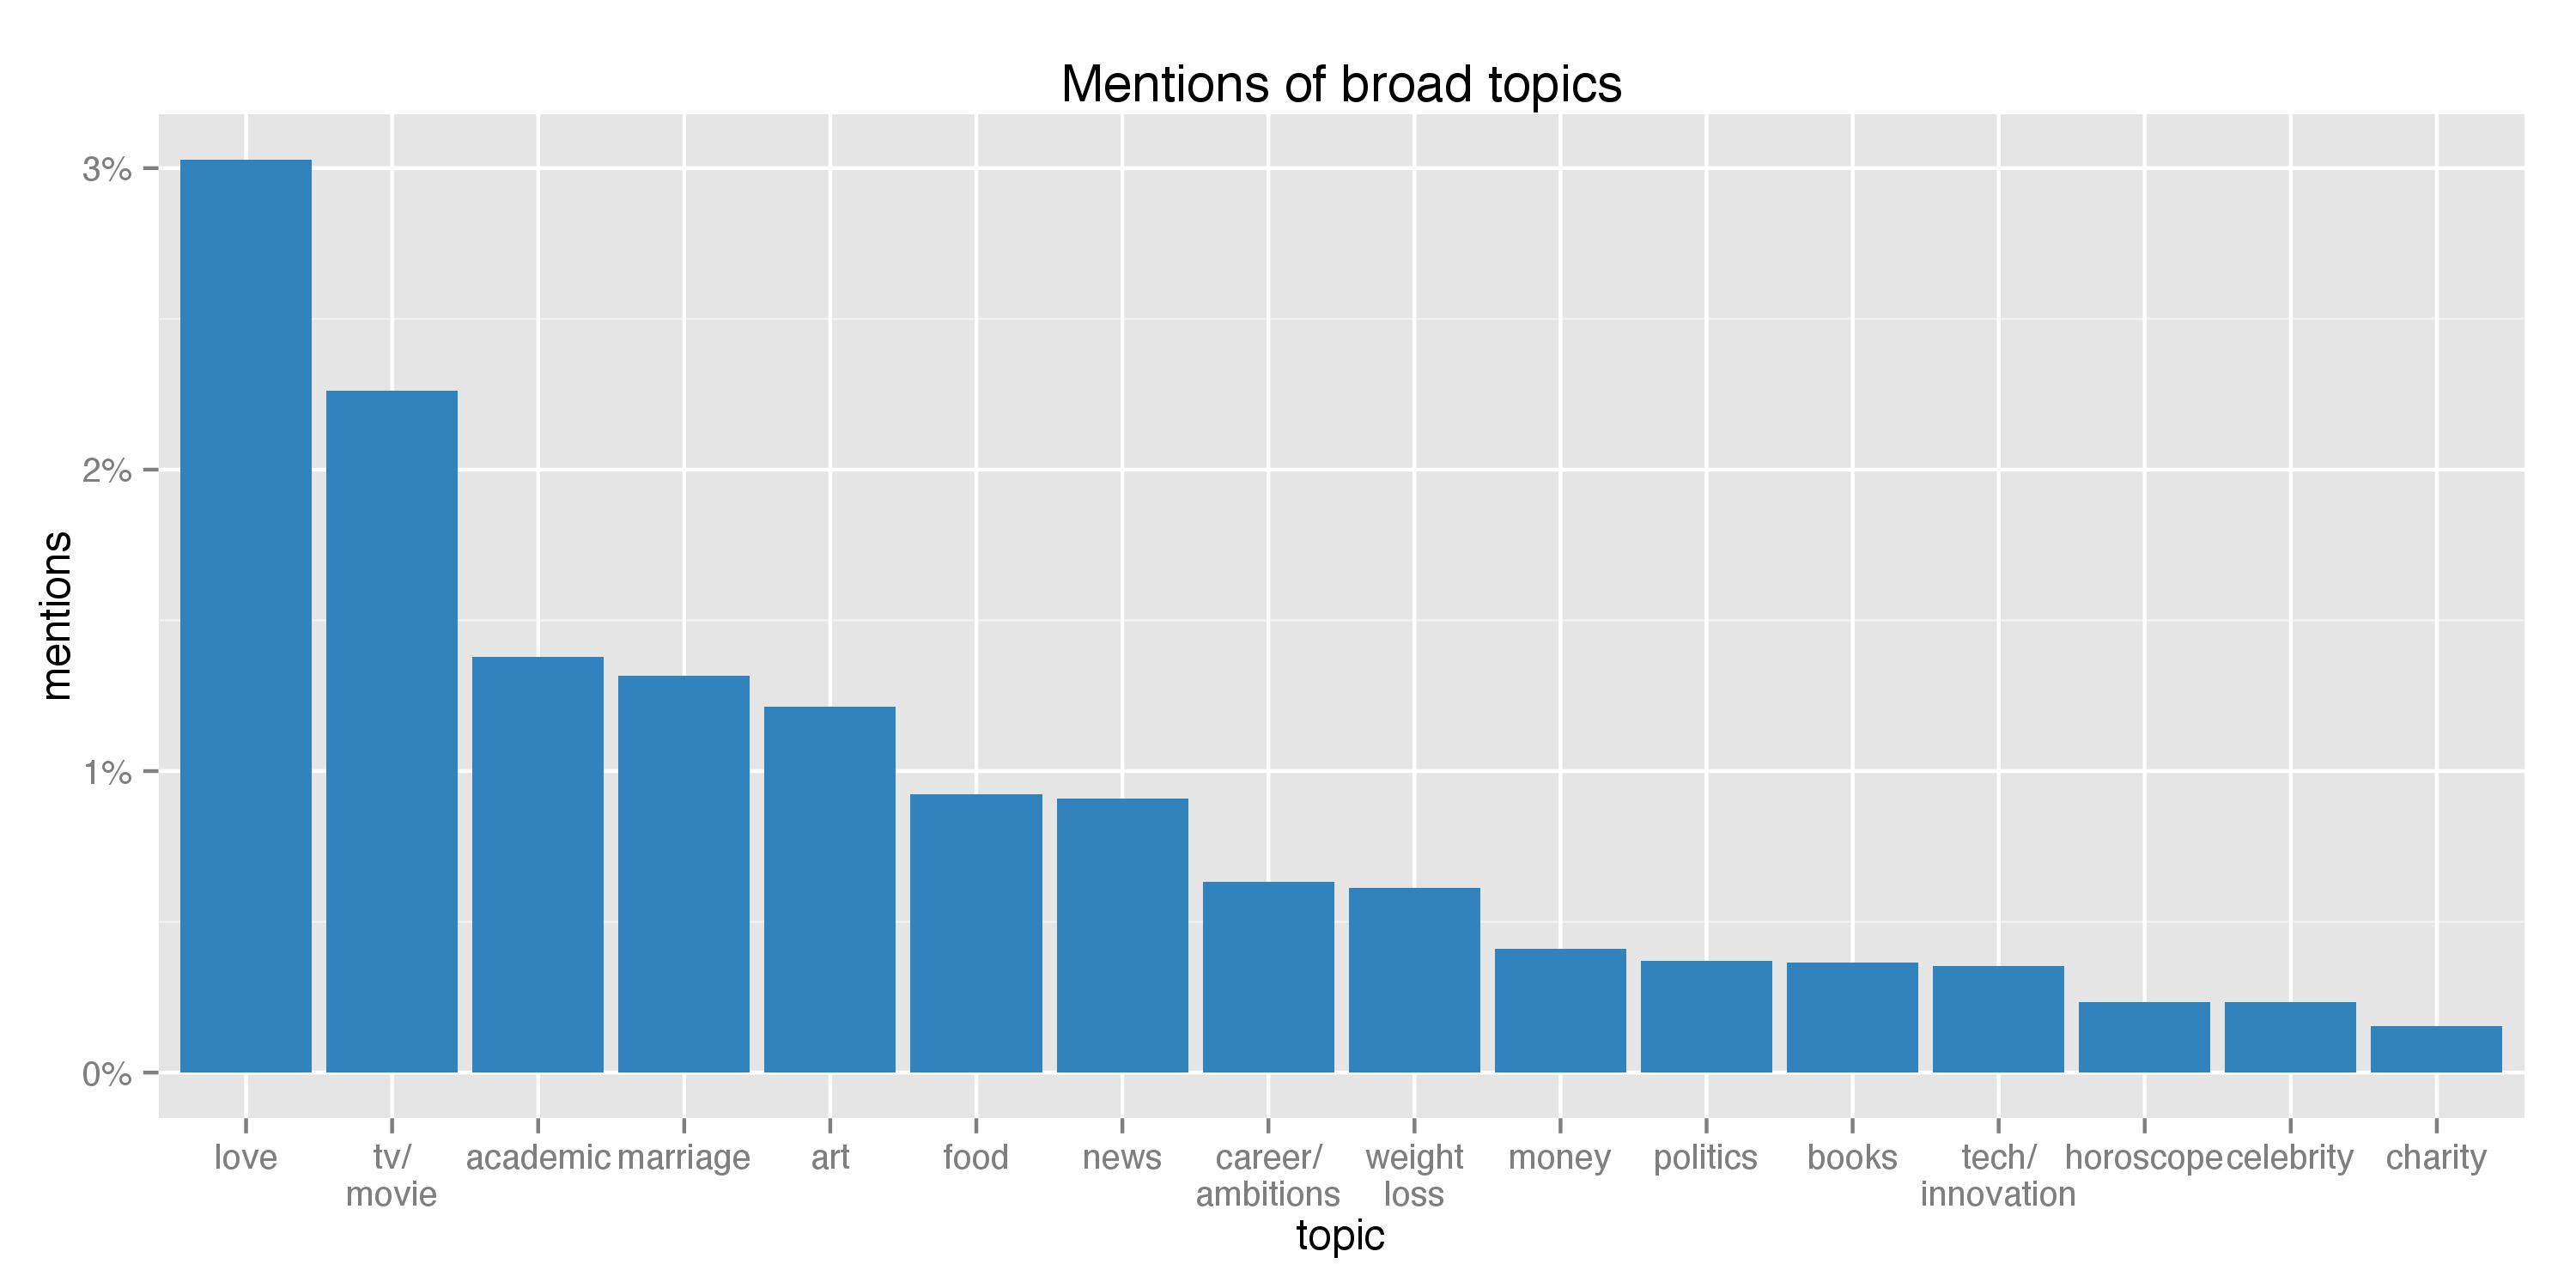 Mentions of broad topics
3%
2%
1%
0%
mentions
love
tv/
movie
academic
marriage
art
food
news
career/
ambitions
weight
loss
money
politics
books
tech/
innovation
horoscope
celebrity
charity
topic